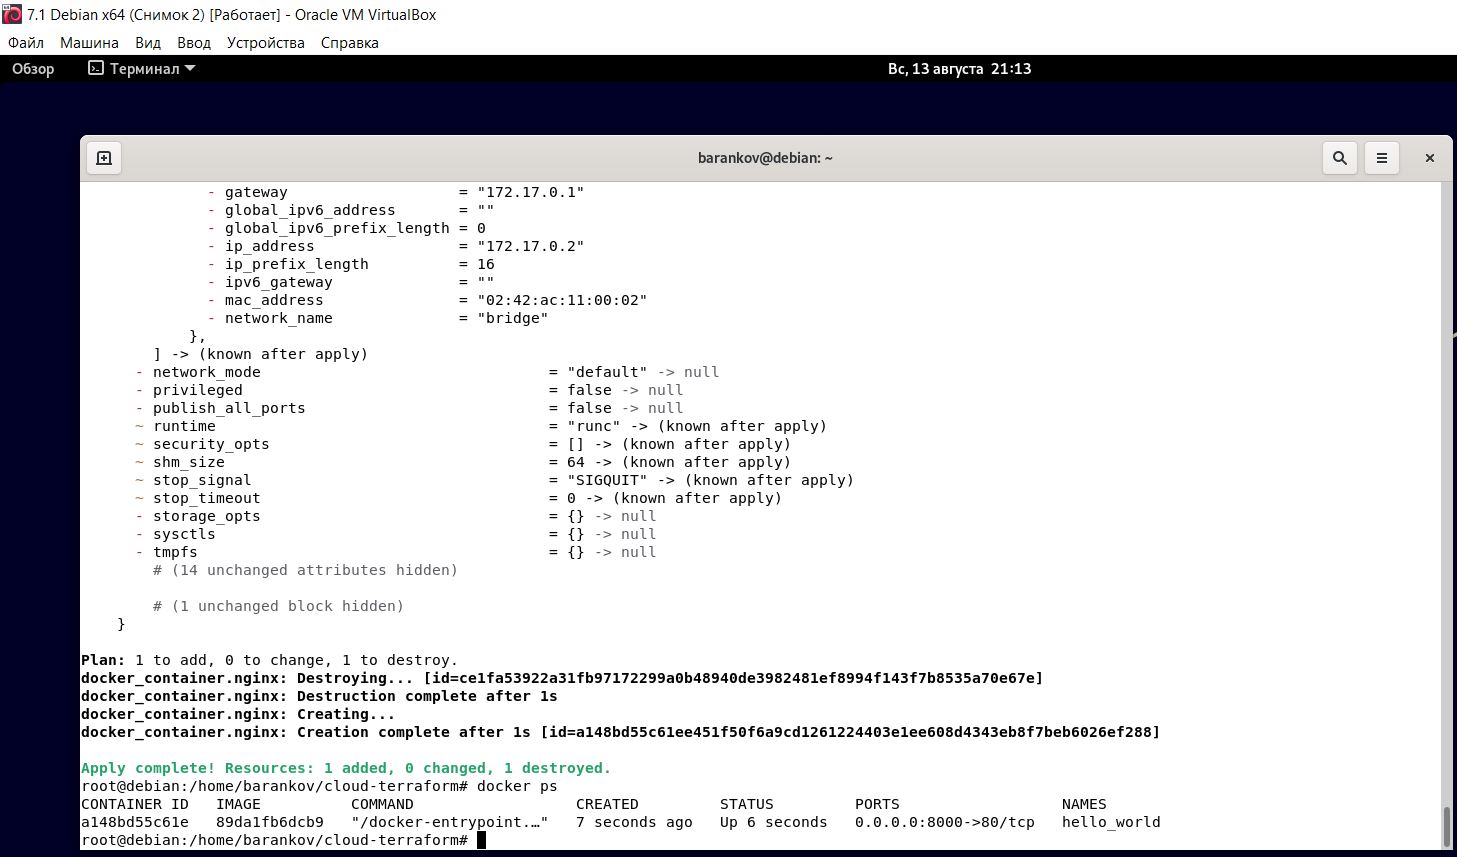 7.1 Debian x64 (Снимок 2) [Работает] - Oracle VM VirtualBox
Файл Машина Вид Ввод Устройства Справка
Обзор Терминал Вс, 13 августа 21:13
barankov@debian: ~
- gateway = "172.17.0.1"
- global_ipv6_address = ""
- global_ipv6_prefix_length = 0
- ip_address = "172.17.0.2"
- ip_prefix_length = 16
- ipv6_gateway = ""
- mac_address = "02:42:ac:11:00:02"
- network_name = "bridge"
},
] -> (known after apply)
- network_mode = "default" -> null
- privileged = false -> null
- publish_all_ports = false -> null
~ runtime = "runc" -> (known after apply)
~ security_opts = [] -> (known after apply)
~ shm_size = 64 -> (known after apply)
~ stop_signal = "SIGQUIT" -> (known after apply)
~ stop_timeout = 0 -> (known after apply)
- storage_opts = {} -> null
- sysctls = {} -> null
- tmpfs = {} -> null
# (14 unchanged attributes hidden)
# (1 unchanged block hidden)
}
Plan: 1 to add, 0 to change, 1 to destroy.
docker_container.nginx: Destroying... [id=ce1fa53922a31fb97172299a0b48940de3982481ef8994f143f7b8535a70e67e]
docker_container.nginx: Destruction complete after 1s
docker_container.nginx: Creating...
docker_container.nginx: Creation complete after 1s [id=a148bd55c61ee451f50f6a9cd1261224403e1ee608d4343eb8f7beb6026ef288]
Apply complete! Resources: 1 added, 0 changed, 1 destroyed.
root@debian:/home/barankov/cloud-terraform# docker ps
CONTAINER ID IMAGE COMMAND CREATED STATUS PORTS NAMES
a148bd55c61e 89da1fb6dcb9 "/docker-entrypoint.…" 7 seconds ago Up 6 seconds 0.0.0.0:8000->80/tcp hello_world
root@debian:/home/barankov/cloud-terraform#